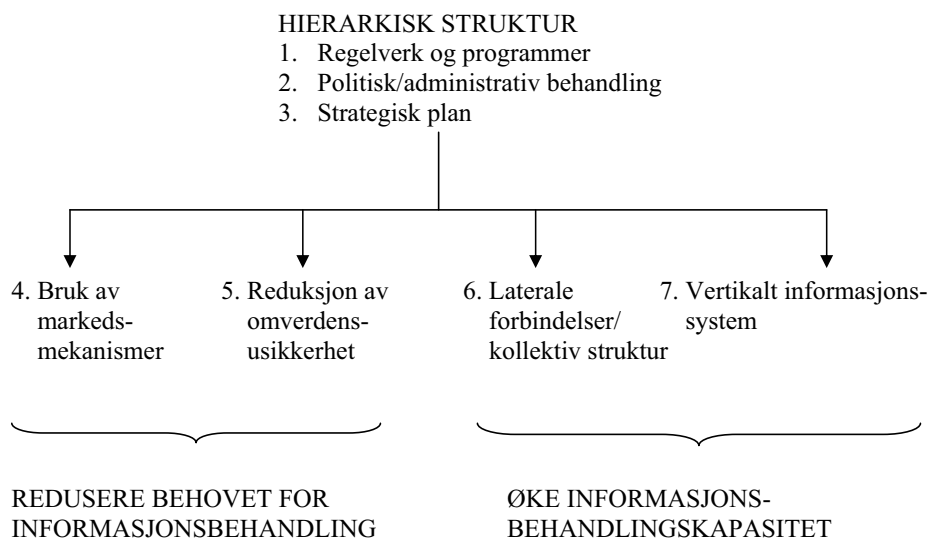 HIERARKISK STRUKTUR
1. Regelverk og programmer
2. Politisk/administrativ behandling
3. Strategisk plan
4. Bruk av
markeds-
mekanismer
5. Reduksjon av
omverdens-
usikkerhet
6. Laterale
forbindelser/
kollektiv struktur
7. Vertikalt informasjons-
system
REDUSERE BEHOVET FOR
INFORMASJONSBEHANDLING
ØKE INFORMASJONS-
BEHANDLINGSKAPASITET